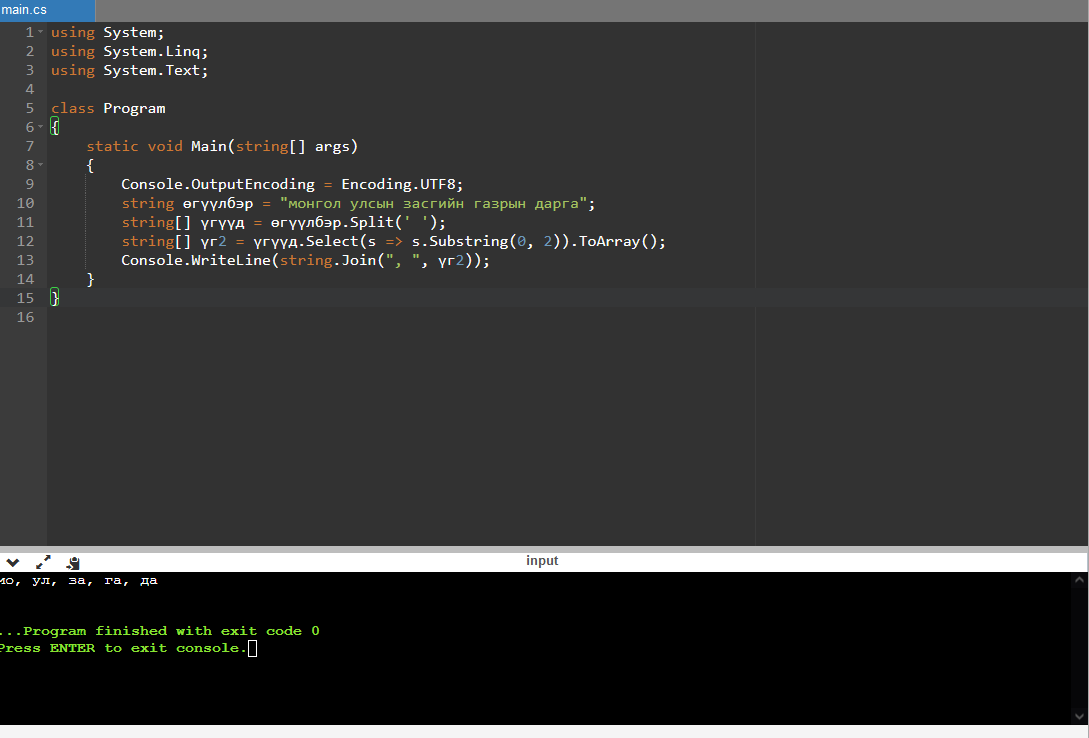 main.cs
1 using System;
2 using System.Linq;
3 using System.Text;
4
5 class Program
6 {
7 static void Main(string[] args)
8 {
9 Console.OutputEncoding = Encoding.UTF8;
10 string өгүүлбэр = "монгол улсын засгийн газрын дарга";
11 string[] үгүүд = өгүүлбэр.Split(' ');
12 string[] үг2 = үгүүд.Select(s => s.Substring(0, 2)).ToArray();
13 Console.WriteLine(string.Join(", ", үг2));
14 }
15 }
16
input
мо, ул, за, га, да
...Program finished with exit code 0
Press ENTER to exit console.